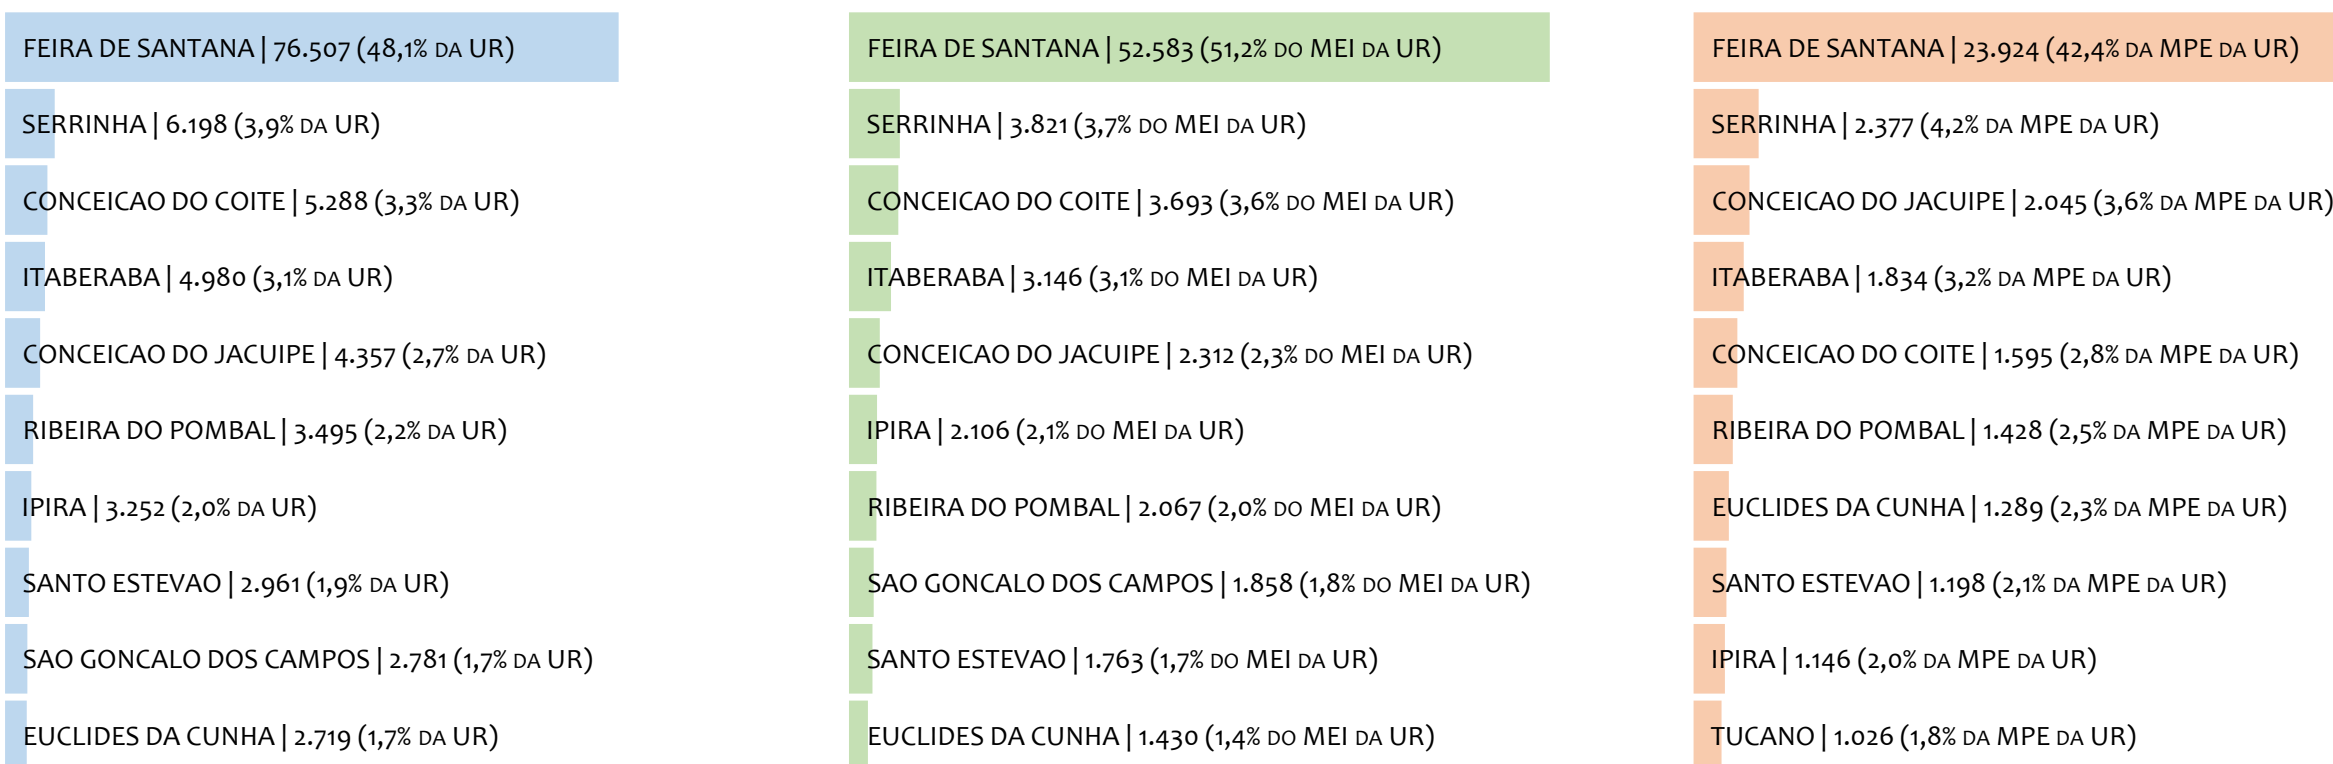 FEIRA DE SANTANA | 76.507 (48,1% DA UR)
SERRINHA | 6.198 (3,9% DA UR)
CONCEICAO DO COITE | 5.288 (3,3% DA UR)
ITABERABA | 4.980 (3,1% DA UR)
CONCEICAO DO JACUIPE | 4.357 (2,7% DA UR)
RIBEIRA DO POMBAL | 3.495 (2,2% DA UR)
IPIRA | 3.252 (2,0% DA UR)
SANTO ESTEVAO | 2.961 (1,9% DA UR)
SAO GONCALO DOS CAMPOS | 2.781 (1,7% DA UR)
EUCLIDES DA CUNHA | 2.719 (1,7% DA UR)
FEIRA DE SANTANA | 52.583 (51,2% DO MEI DA UR)
SERRINHA | 3.821 (3,7% DO MEI DA UR)
CONCEICAO DO COITE | 3.693 (3,6% DO MEI DA UR)
ITABERABA | 3.146 (3,1% DO MEI DA UR)
CONCEICAO DO JACUIPE | 2.312 (2,3% DO MEI DA UR)
IPIRA | 2.106 (2,1% DO MEI DA UR)
RIBEIRA DO POMBAL | 2.067 (2,0% DO MEI DA UR)
SAO GONCALO DOS CAMPOS | 1.858 (1,8% DO MEI DA UR)
SANTO ESTEVAO | 1.763 (1,7% DO MEI DA UR)
EUCLIDES DA CUNHA | 1.430 (1,4% DO MEI DA UR)
FEIRA DE SANTANA | 23.924 (42,4% DA MPE DA UR)
SERRINHA | 2.377 (4,2% DA MPE DA UR)
CONCEICAO DO JACUIPE | 2.045 (3,6% DA MPE DA UR)
ITABERABA | 1.834 (3,2% DA MPE DA UR)
CONCEICAO DO COITE | 1.595 (2,8% DA MPE DA UR)
RIBEIRA DO POMBAL | 1.428 (2,5% DA MPE DA UR)
EUCLIDES DA CUNHA | 1.289 (2,3% DA MPE DA UR)
SANTO ESTEVAO | 1.198 (2,1% DA MPE DA UR)
IPIRA | 1.146 (2,0% DA MPE DA UR)
TUCANO | 1.026 (1,8% DA MPE DA UR)